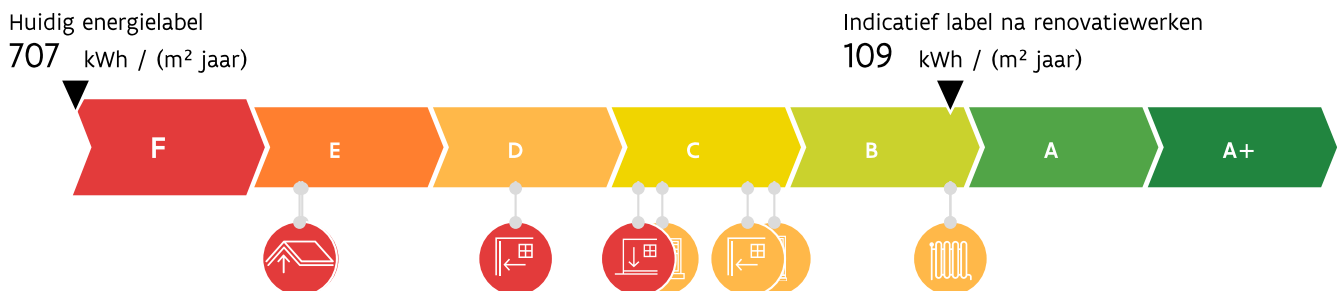 Huidig energielabel
707 kWh / (m² jaar)
Indicatief label na renovatiewerken
109 kWh / (m² jaar)
F E D C B A A+